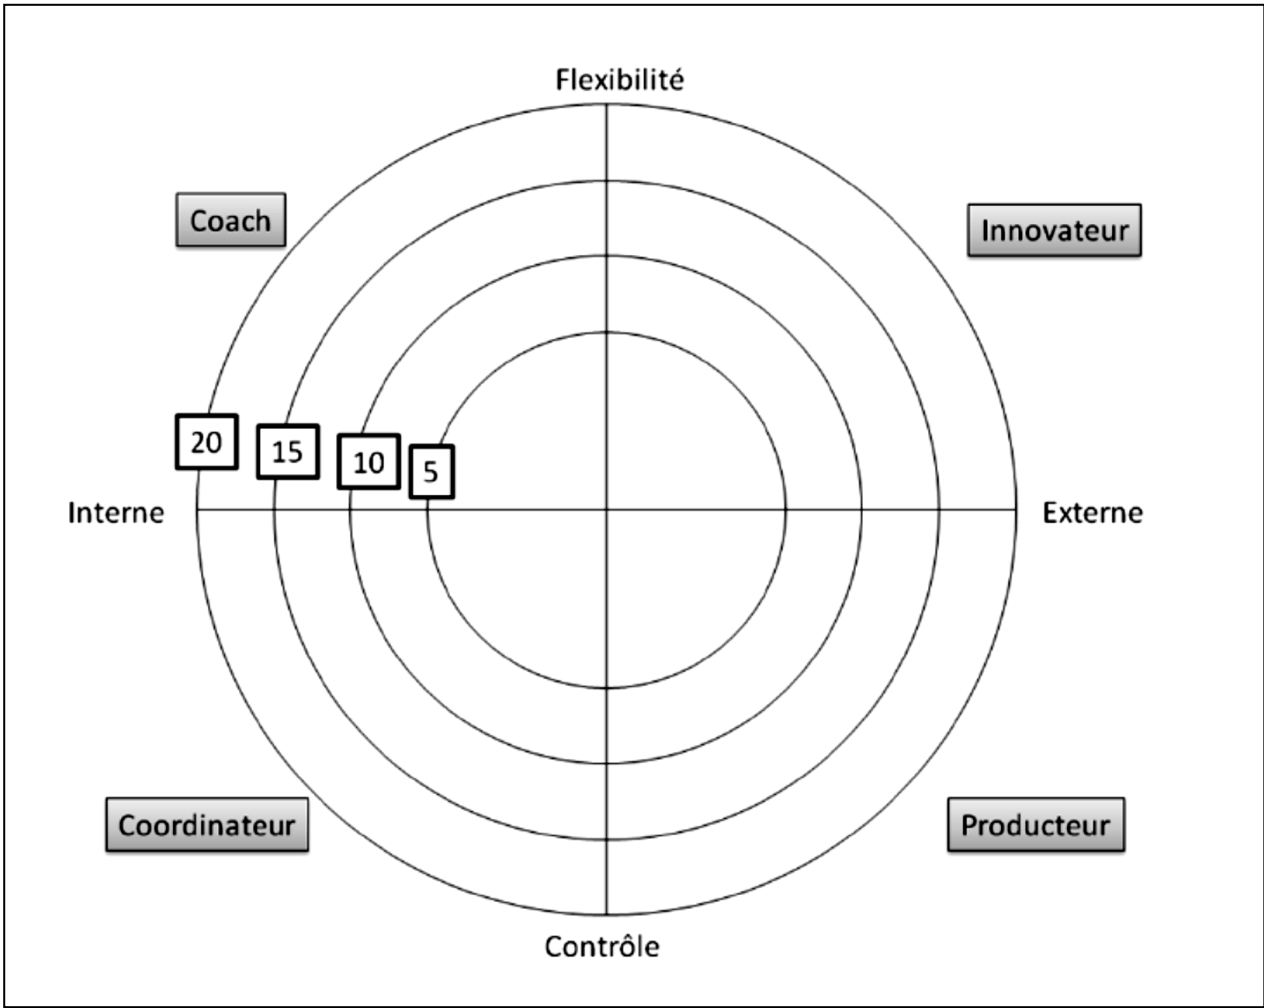 Flexibilité
Coach
Innovateur
20
15
10
5
Interne
Externe
Coordinateur
Producteur
Contrôle